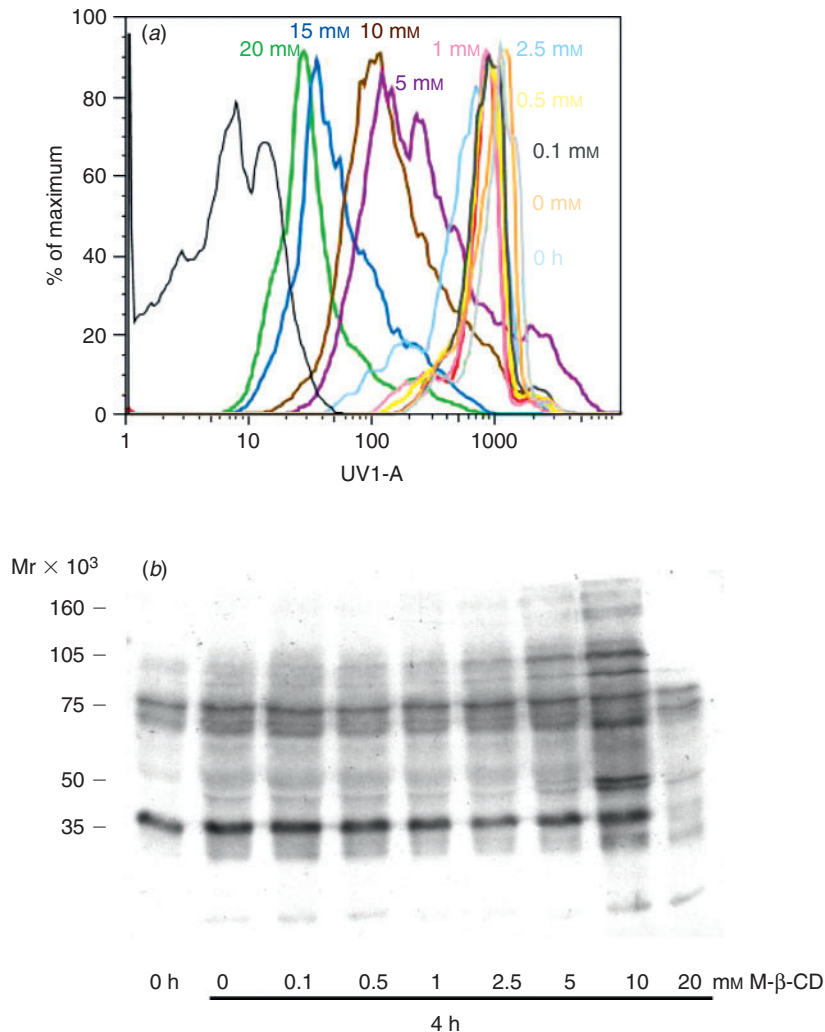 (a)
100
80
60
40
20
0
% of maximum
20 mM
15 mM
10 mM
5 mM
1 mM
2.5 mM
0.5 mM
0.1 mM
0 mM
0 h
1 10 100 1000
UV1-A
Mr × 10³
(b)
160
105
75
50
35
0 h 0 0.1 0.5 1 2.5 5 10 20 mM M-β-CD
4 h